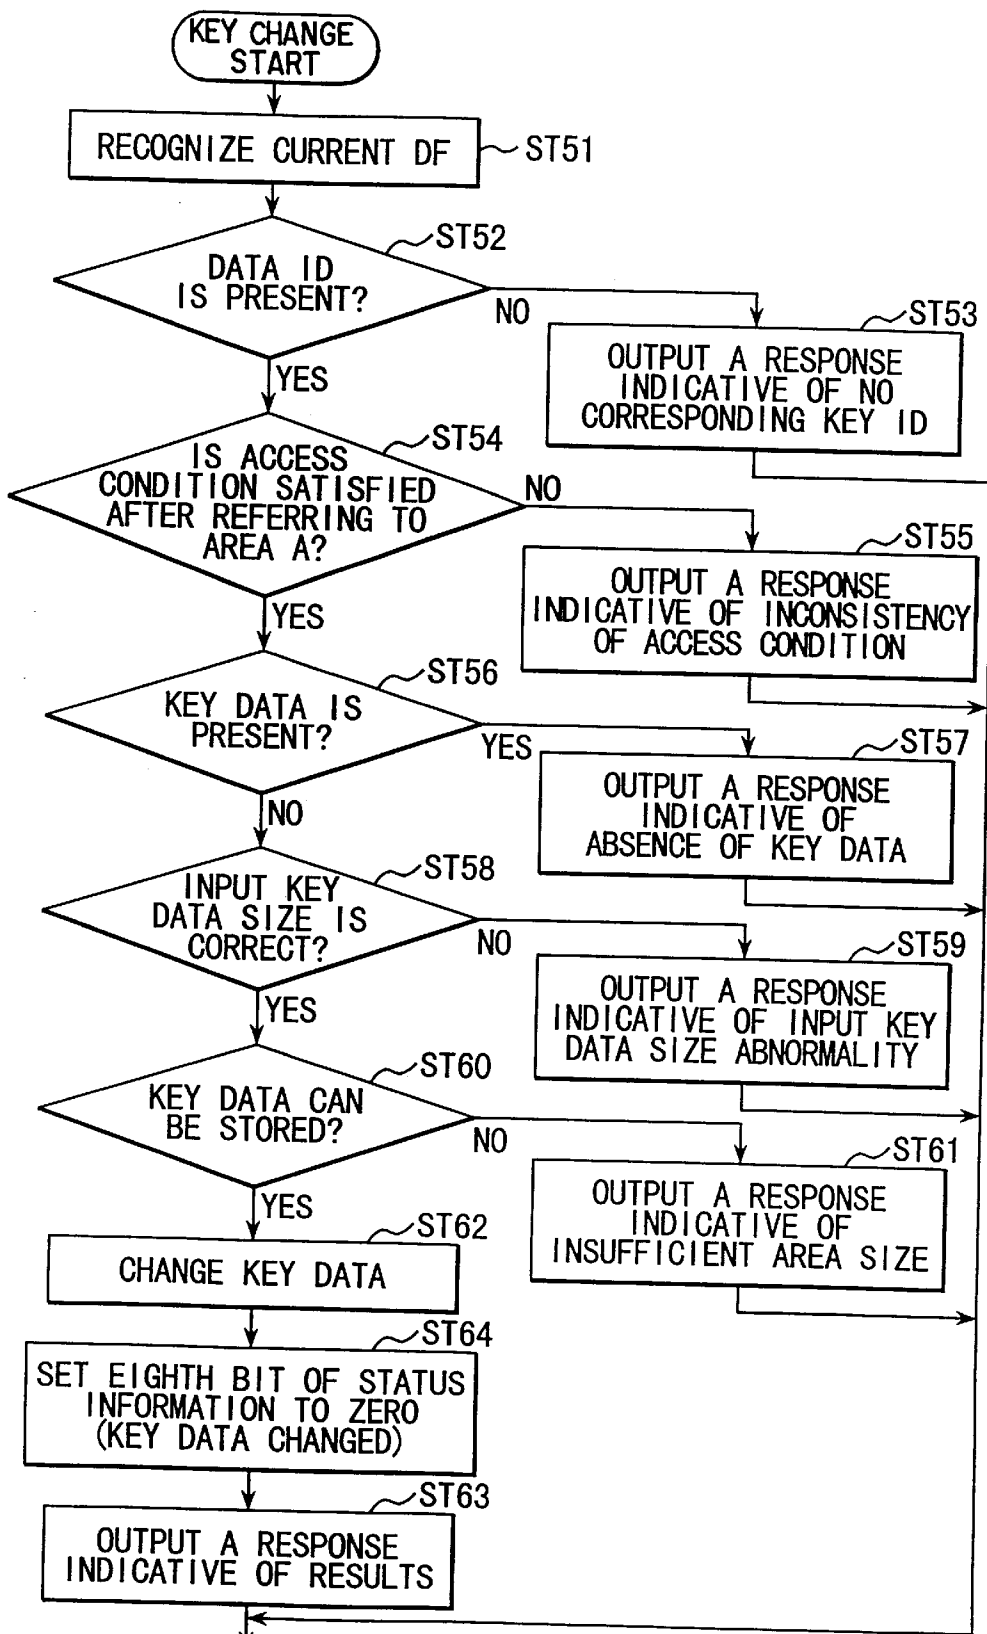 KEY CHANGE
START
RECOGNIZE CURRENT DF
ST51
ST52
DATA ID
IS PRESENT?
NO
YES
ST53
OUTPUT A RESPONSE
INDICATIVE OF NO
CORRESPONDING KEY ID
ST54
IS ACCESS
CONDITION SATISFIED
AFTER REFERRING TO
AREA A?
NO
YES
ST55
OUTPUT A RESPONSE
INDICATIVE OF INCONSISTENCY
OF ACCESS CONDITION
ST56
KEY DATA IS
PRESENT?
YES
NO
ST57
OUTPUT A RESPONSE
INDICATIVE OF
ABSENCE OF KEY DATA
ST58
INPUT KEY
DATA SIZE IS
CORRECT?
NO
YES
ST59
OUTPUT A RESPONSE
INDICATIVE OF INPUT KEY
DATA SIZE ABNORMALITY
ST60
KEY DATA CAN
BE STORED?
NO
YES
ST61
OUTPUT A RESPONSE
INDICATIVE OF
INSUFFICIENT AREA SIZE
ST62
CHANGE KEY DATA
ST64
SET EIGHTH BIT OF STATUS
INFORMATION TO ZERO
(KEY DATA CHANGED)
ST63
OUTPUT A RESPONSE
INDICATIVE OF RESULTS